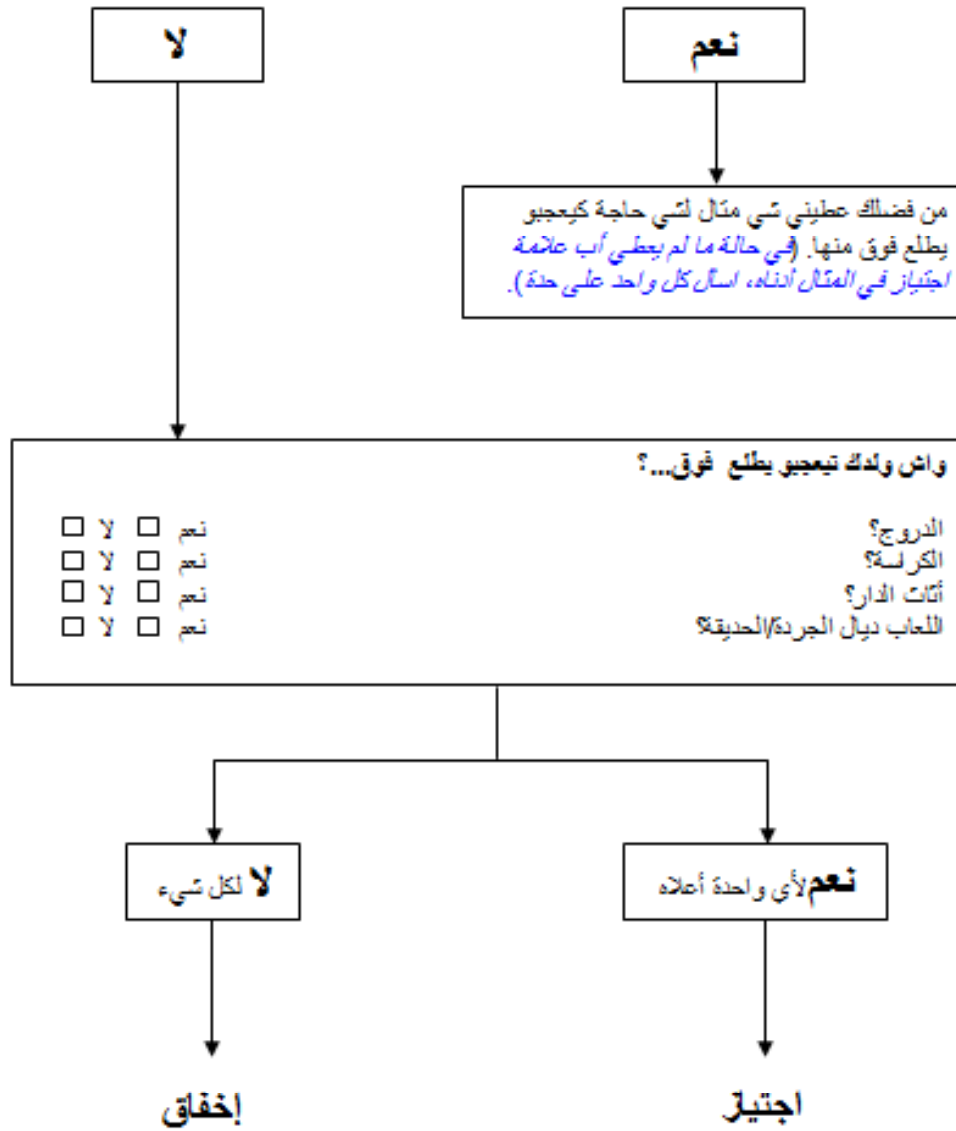 نعم
لا
من فضلك عطيني شي مثال لشي حاجة كيعجبو
يطلع فوق منها. (في حالة ما لم يعطي أب علامة
اجتياز في المثال أدناه، اسأل كل واحد على حدة).
واش ولدك تيعجبو يطلع فوق...؟
الدروج؟ نعم □ لا □
الكراسة؟ نعم □ لا □
أثات الدار؟ نعم □ لا □
اللعاب ديال الجردة/الحديقة؟ نعم □ لا □
نعم لأي واحدة أعلاه
لا لكل شيء
اجتياز
إخفاق